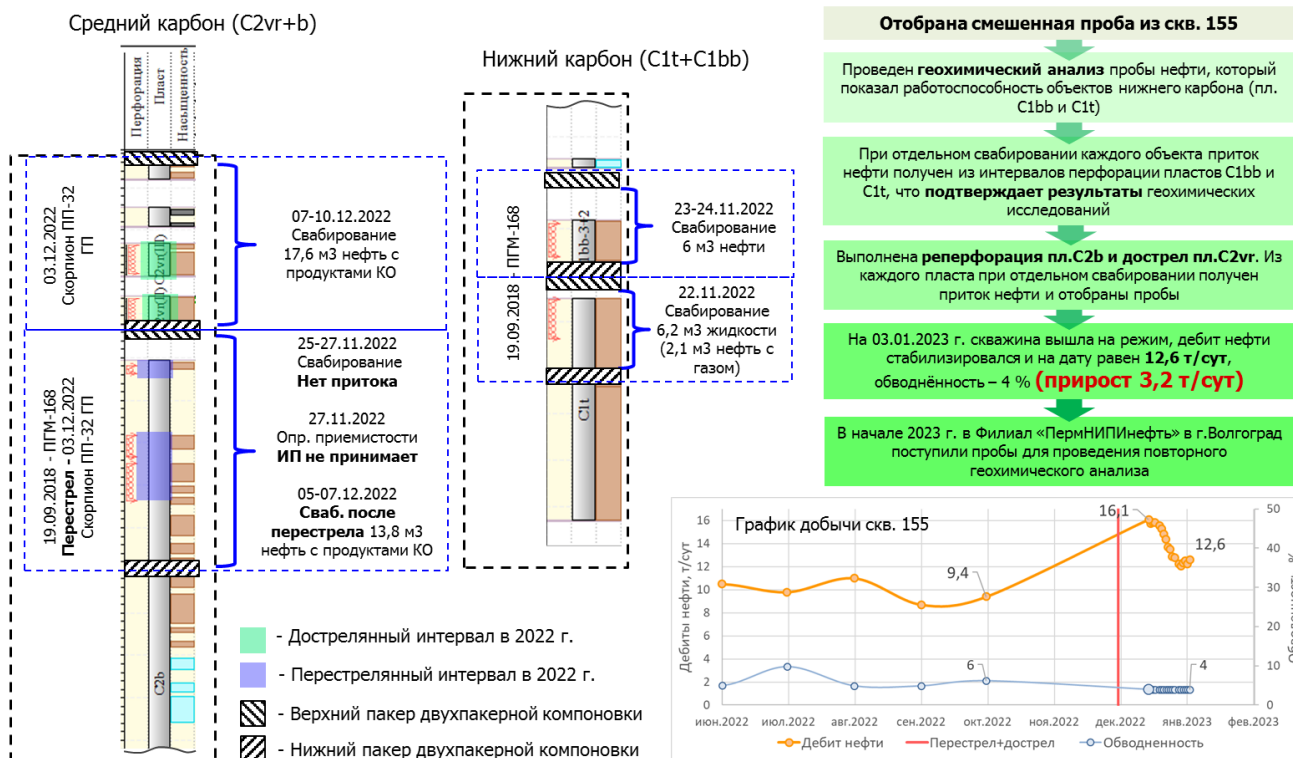 Средний карбон (C2vr+b)
Перфорация
Пласт
Насыщенность
03.12.2022
Скорпион ПП-32
ГП
C2vr(III)
07-10.12.2022
Свабирование
17,6 м3 нефть с
продуктами КО
19.09.2018 - ПГМ-168
Перестрел - 03.12.2022
Скорпион ПП-32 ГП
25-27.11.2022
Свабирование
Нет притока
27.11.2022
Опр. приемистости
ИП не принимает
05-07.12.2022
Сваб. после
перестрела 13,8 м3
нефть с продуктами КО
C2b
Нижний карбон (C1t+C1bb)
19.09.2018 - ПГМ-168
23-24.11.2022
Свабирование
6 м3 нефти
22.11.2022
Свабирование
6,2 м3 жидкости
(2,1 м3 нефть с
газом)
C1t
- Дострелянный интервал в 2022 г.
- Перестрелянный интервал в 2022 г.
- Верхний пакер двухпакерной компоновки
- Нижний пакер двухпакерной компоновки
Отобрана смешенная проба из скв. 155
Проведен геохимический анализ пробы нефти, который
показал работоспособность объектов нижнего карбона (пл.
C1bb и C1t)
При отдельном свабировании каждого объекта приток
нефти получен из интервалов перфорации пластов C1bb и
C1t, что подтверждает результаты геохимических
исследований
Выполнена реперфорация пл.C2b и дострел пл.C2vr. Из
каждого пласта при отдельном свабировании получен
приток нефти и отобраны пробы
На 03.01.2023 г. скважина вышла на режим, дебит нефти
стабилизировался и на дату равен 12,6 т/сут,
обводнённость – 4 % (прирост 3,2 т/сут)
В начале 2023 г. в Филиал «ПермНИПИнефть» в г.Волгоград
поступили пробы для проведения повторного
геохимического анализа
График добычи скв. 155
Дебиты нефти, т/сут
16
14
12
10
8
6
4
2
0
9,4
16,1
12,6
6
4
50
40
30
20
10
0
июн.2022 июл.2022 авг.2022 сен.2022 окт.2022 ноя.2022 дек.2022 янв.2023 фев.2023
Дебит нефти Перестрел+дострел Обводненность